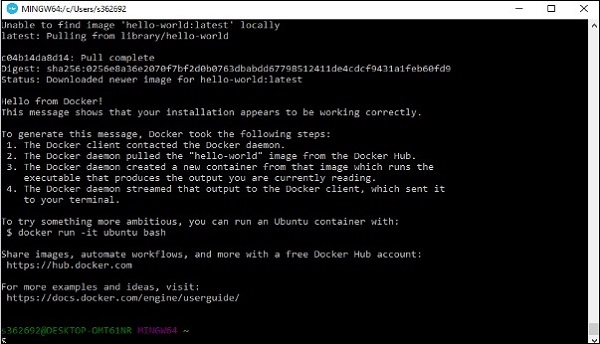 MINGW64:/c/Users/s362692
Unable to find image 'hello-world:latest' locally
latest: Pulling from library/hello-world
c04b14da8d14: Pull complete
Digest: sha256:0256e8a36e2070f7bf2d0b0763dbabdd67798512411de4cdcf9431a1feb60fd9
Status: Downloaded newer image for hello-world:latest
Hello from Docker!
This message shows that your installation appears to be working correctly.
To generate this message, Docker took the following steps:
1. The Docker client contacted the Docker daemon.
2. The Docker daemon pulled the "hello-world" image from the Docker Hub.
3. The Docker daemon created a new container from that image which runs the
executable that produces the output you are currently reading.
4. The Docker daemon streamed that output to the Docker client, which sent it
to your terminal.
To try something more ambitious, you can run an Ubuntu container with:
$ docker run -it ubuntu bash
Share images, automate workflows, and more with a free Docker Hub account:
https://hub.docker.com
For more examples and ideas, visit:
https://docs.docker.com/engine/userguide/
s362692@DESKTOP-OMT61NR MINGW64 ~
$